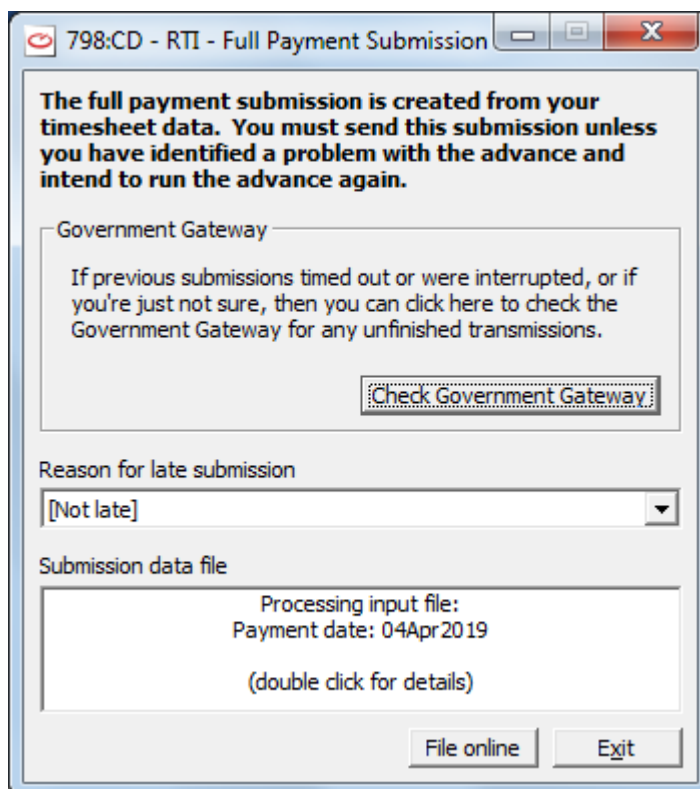 798:CD - RTI - Full Payment Submission
The full payment submission is created from your
timesheet data. You must send this submission unless
you have identified a problem with the advance and
intend to run the advance again.
Government Gateway
If previous submissions timed out or were interrupted, or if
you're just not sure, then you can click here to check the
Government Gateway for any unfinished transmissions.
Check Government Gateway
Reason for late submission
[Not late]
Submission data file
Processing input file:
Payment date: 04Apr2019
(double click for details)
File online Exit